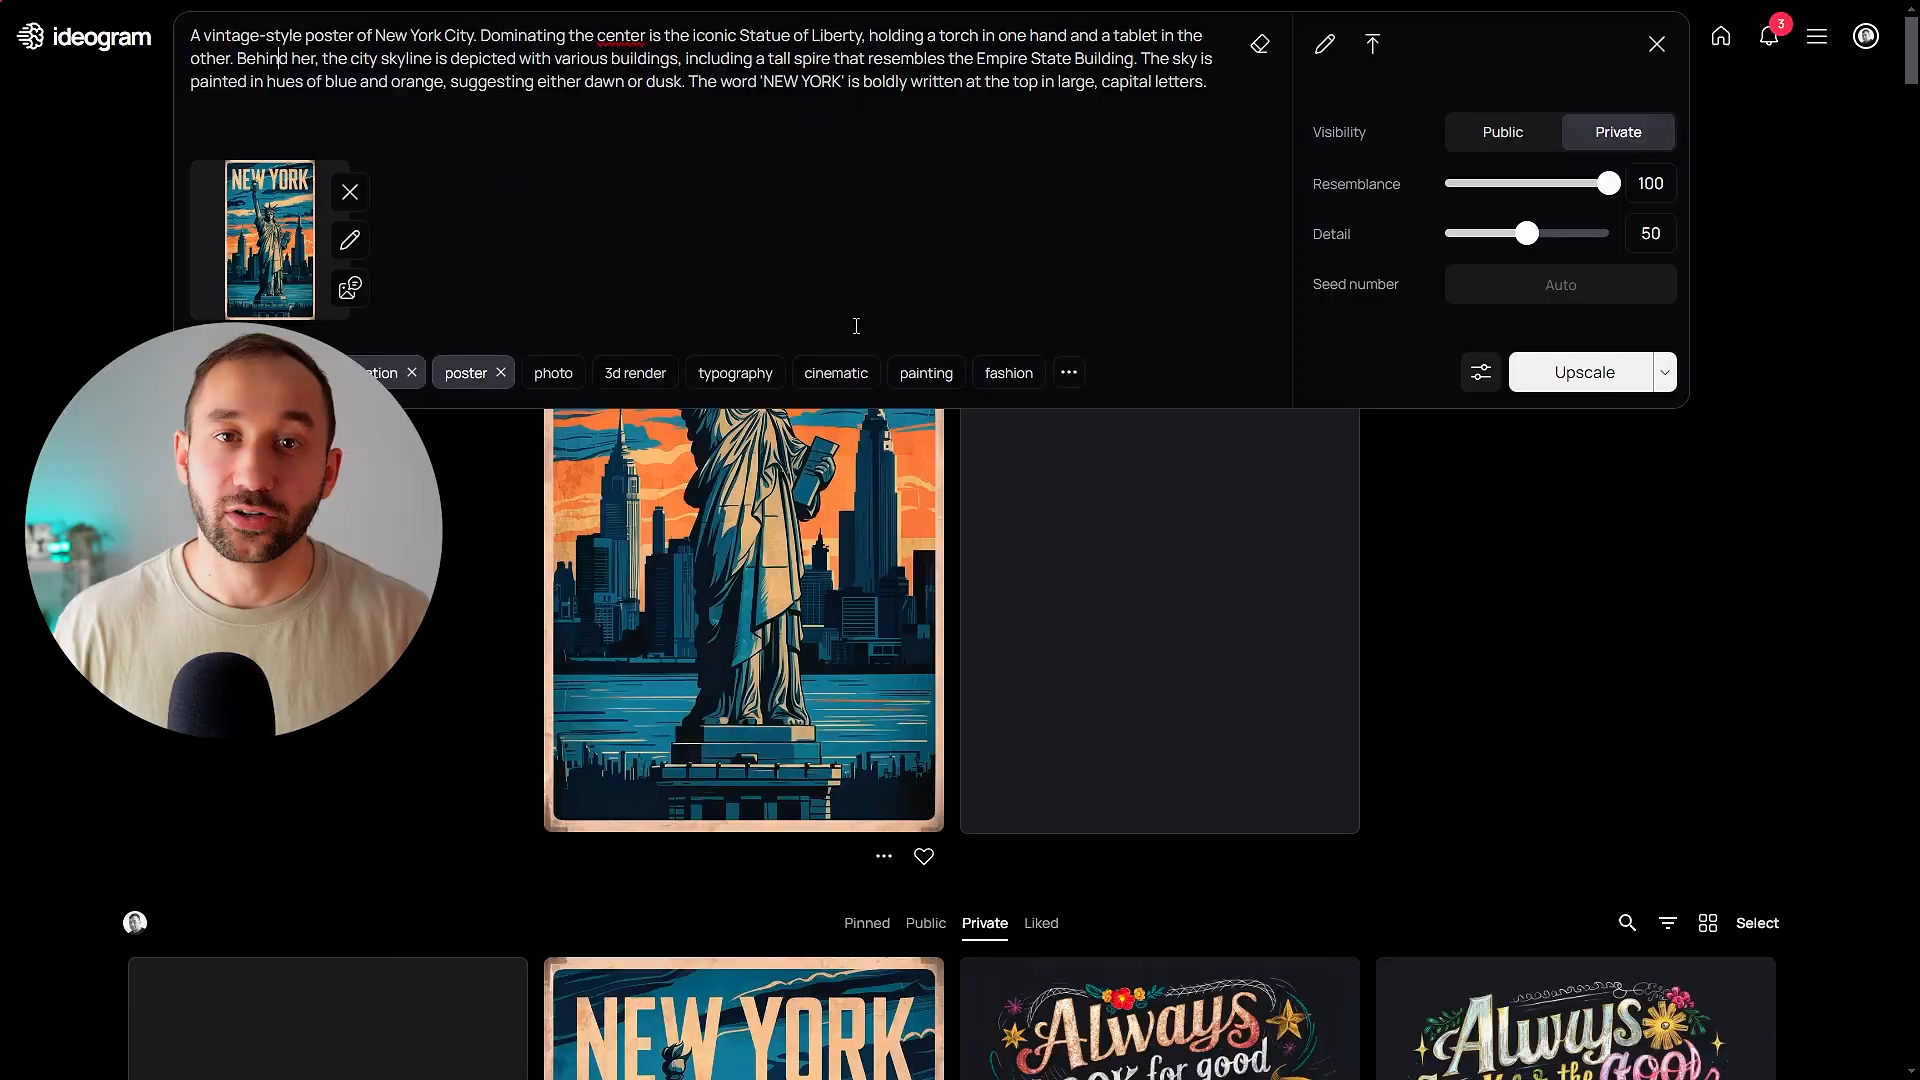 ideogram
A vintage-style poster of New York City. Dominating the center is the iconic Statue of Liberty, holding a torch in one hand and a tablet in the
other. Behind her, the city skyline is depicted with various buildings, including a tall spire that resembles the Empire State Building. The sky is
painted in hues of blue and orange, suggesting either dawn or dusk. The word 'NEW YORK' is boldly written at the top in large, capital letters.
3
Visibility
Public
Private
Resemblance
100
Detail
50
Seed number
Auto
NEW YORK
poster
photo
3d render
typography
cinematic
painting
fashion
Upscale
Pinned
Public
Private
Liked
Select
NEW YORK
Always
for good
Always
the good